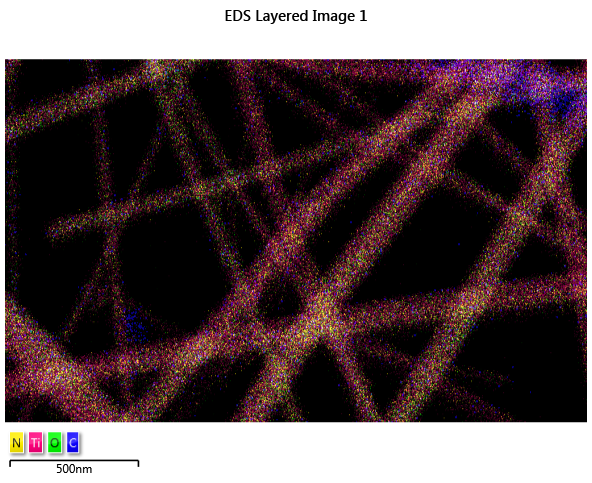 EDS Layered Image 1
N Ti O C
500nm